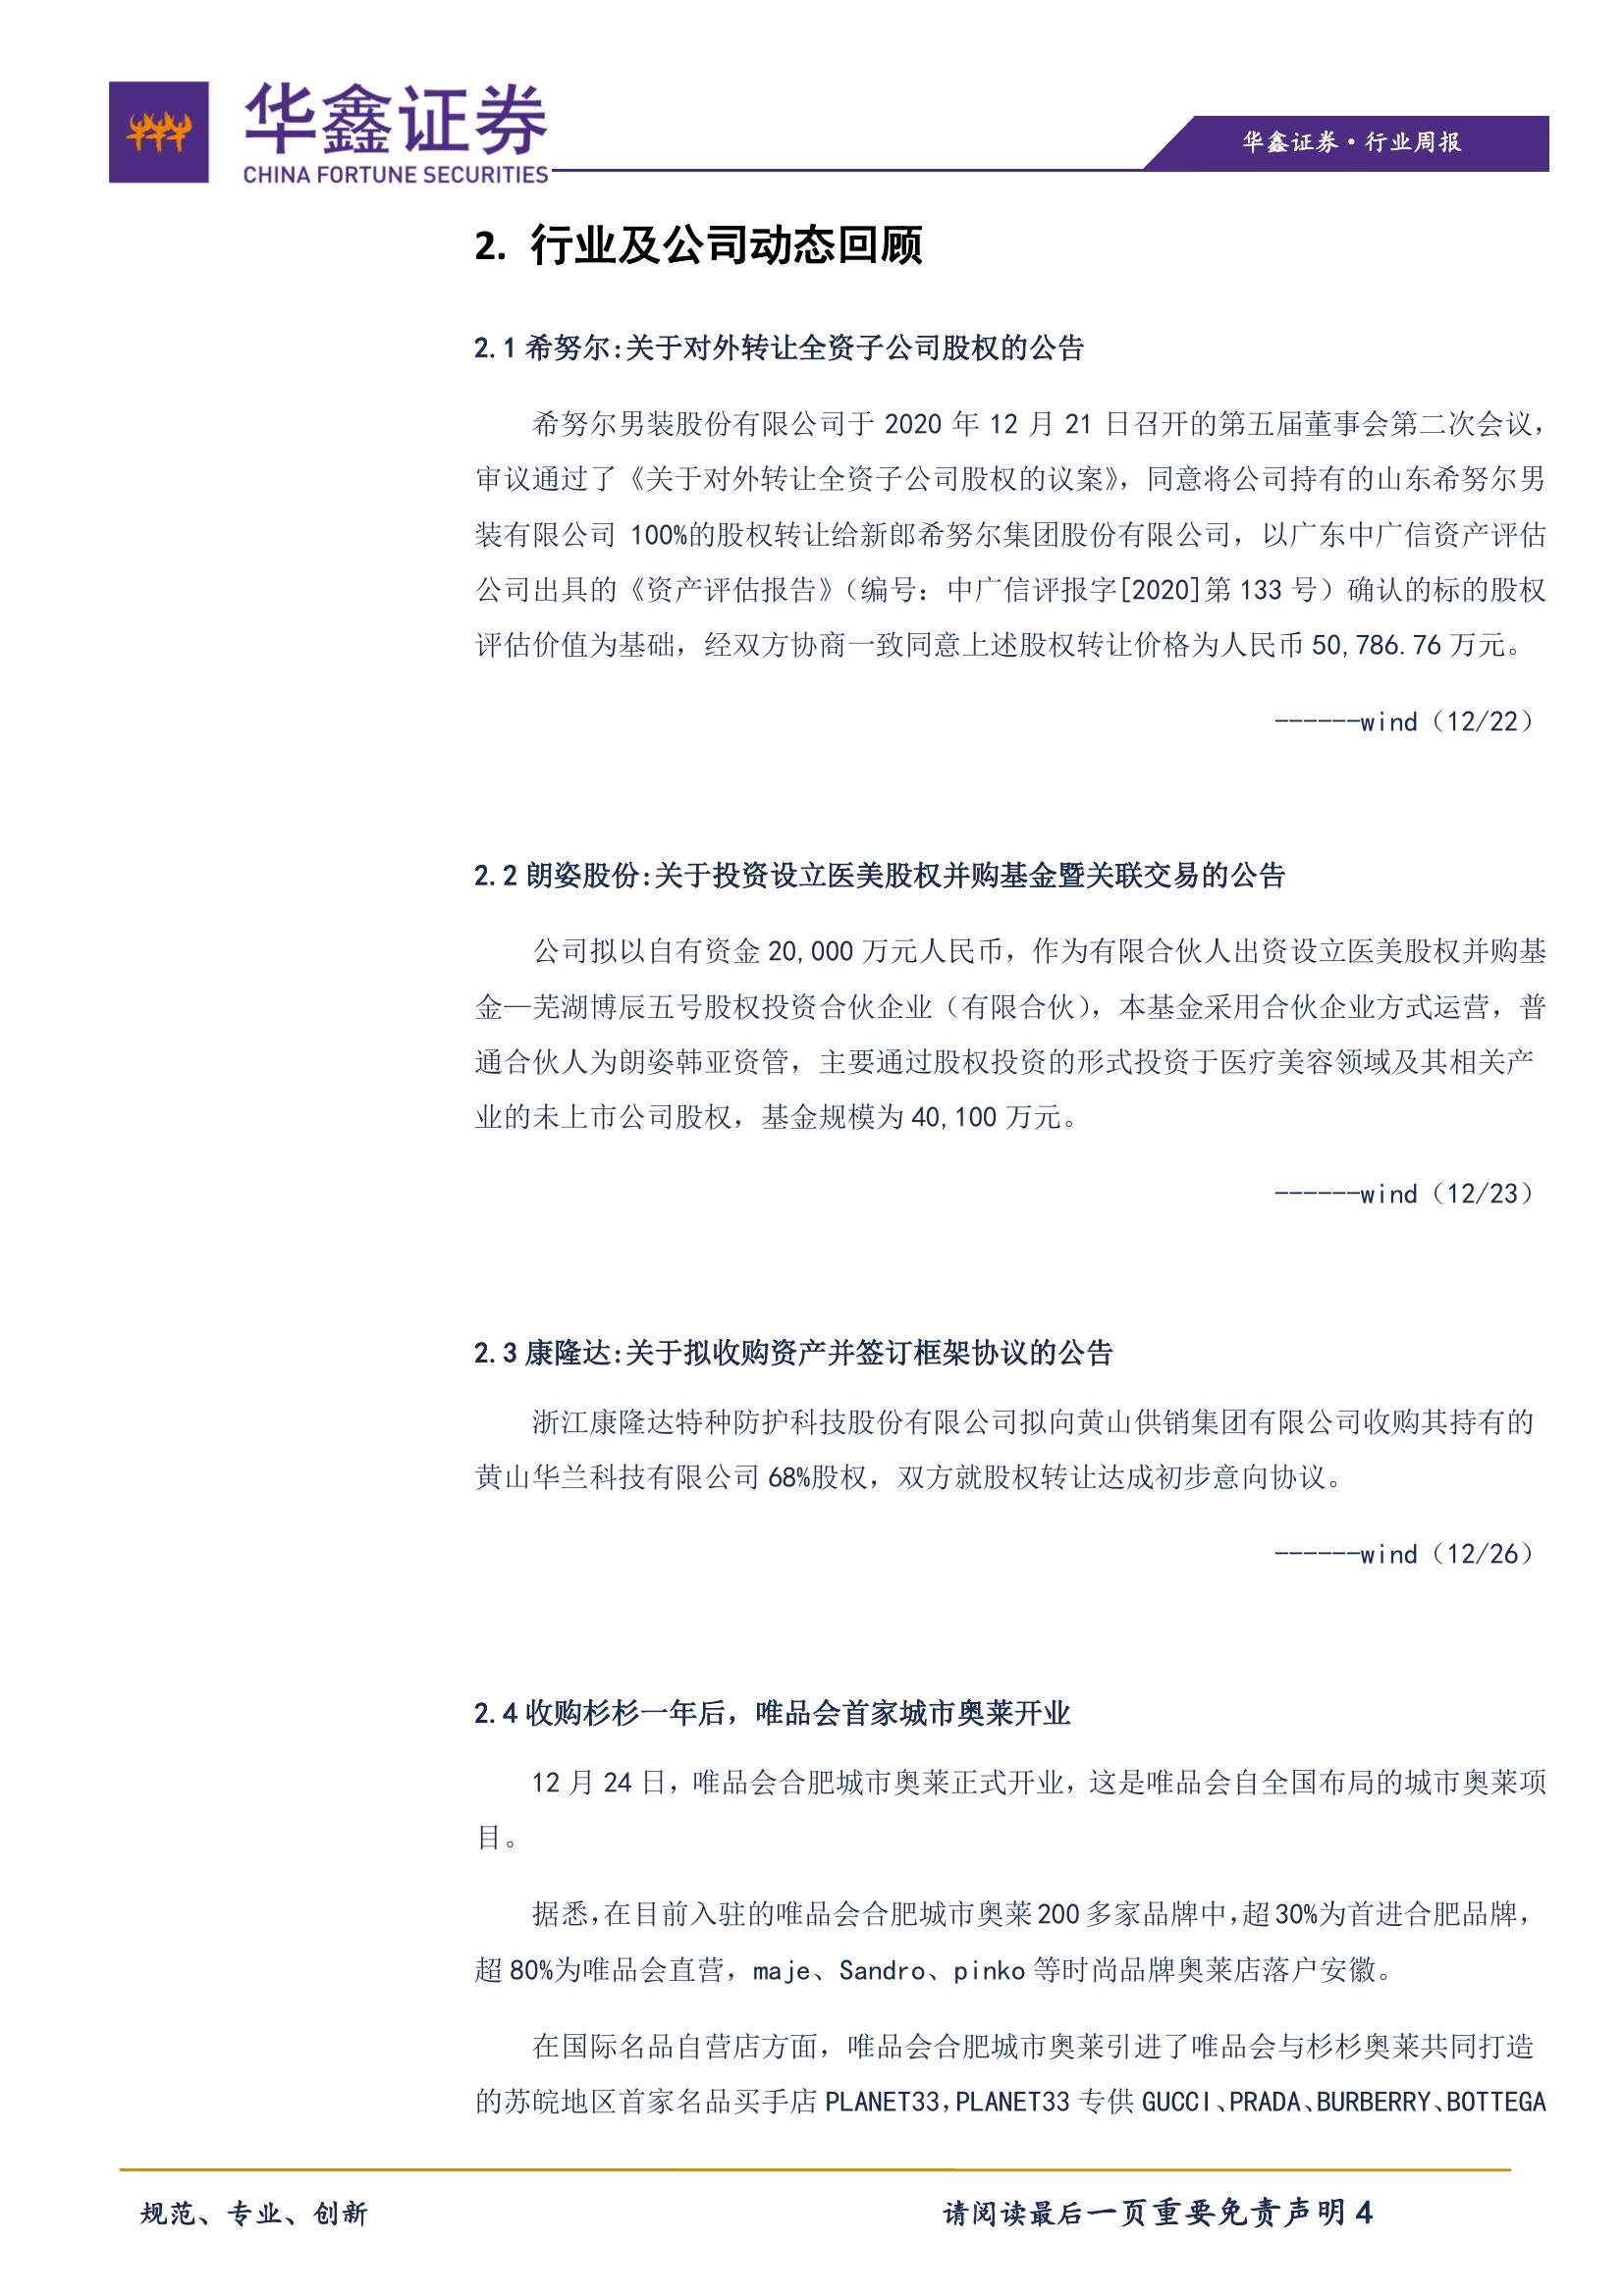 华鑫证券
CHINA FORTUNE SECURITIES
华鑫证券·行业周报
2. 行业及公司动态回顾
2.1 希努尔:关于对外转让全资子公司股权的公告
希努尔男装股份有限公司于 2020 年 12 月 21 日召开的第五届董事会第二次会议，
审议通过了《关于对外转让全资子公司股权的议案》，同意将公司持有的山东希努尔男
装有限公司 100%的股权转让给新郎希努尔集团股份有限公司，以广东中广信资产评估
公司出具的《资产评估报告》（编号：中广信评报字[2020]第 133 号）确认的标的股权
评估价值为基础，经双方协商一致同意上述股权转让价格为人民币 50,786.76 万元。
------wind（12/22）
2.2 朗姿股份:关于投资设立医美股权并购基金暨关联交易的公告
公司拟以自有资金 20,000 万元人民币，作为有限合伙人出资设立医美股权并购基
金—芜湖博辰五号股权投资合伙企业（有限合伙），本基金采用合伙企业方式运营，普
通合伙人为朗姿韩亚资管，主要通过股权投资的形式投资于医疗美容领域及其相关产
业的未上市公司股权，基金规模为 40,100 万元。
------wind（12/23）
2.3 康隆达:关于拟收购资产并签订框架协议的公告
浙江康隆达特种防护科技股份有限公司拟向黄山供销集团有限公司收购其持有的
黄山华兰科技有限公司 68%股权，双方就股权转让达成初步意向协议。
------wind（12/26）
2.4 收购杉杉一年后，唯品会首家城市奥莱开业
12 月 24 日，唯品会合肥城市奥莱正式开业，这是唯品会自全国布局的城市奥莱项
目。
据悉，在目前入驻的唯品会合肥城市奥莱 200 多家品牌中，超 30%为首进合肥品牌，
超 80%为唯品会直营，maje、Sandro、pinko 等时尚品牌奥莱店落户安徽。
在国际名品自营店方面，唯品会合肥城市奥莱引进了唯品会与杉杉奥莱共同打造
的苏皖地区首家名品买手店 PLANET33，PLANET33 专供 GUCCI、PRADA、BURBERRY、BOTTEGA
规范、专业、创新
请阅读最后一页重要免责声明 4